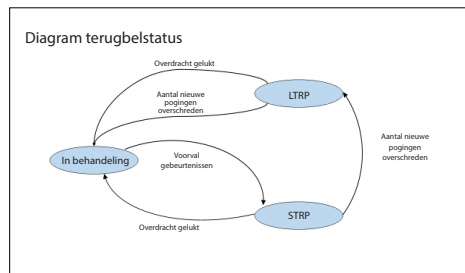 Diagram terugbelstatus
Overdracht gelukt
Aantal nieuwe
pogingen
overschreden
LTRP
Aantal nieuwe
pogingen
overschreden
In behandeling
Voorval
gebeurtenissen
STRP
Overdracht gelukt